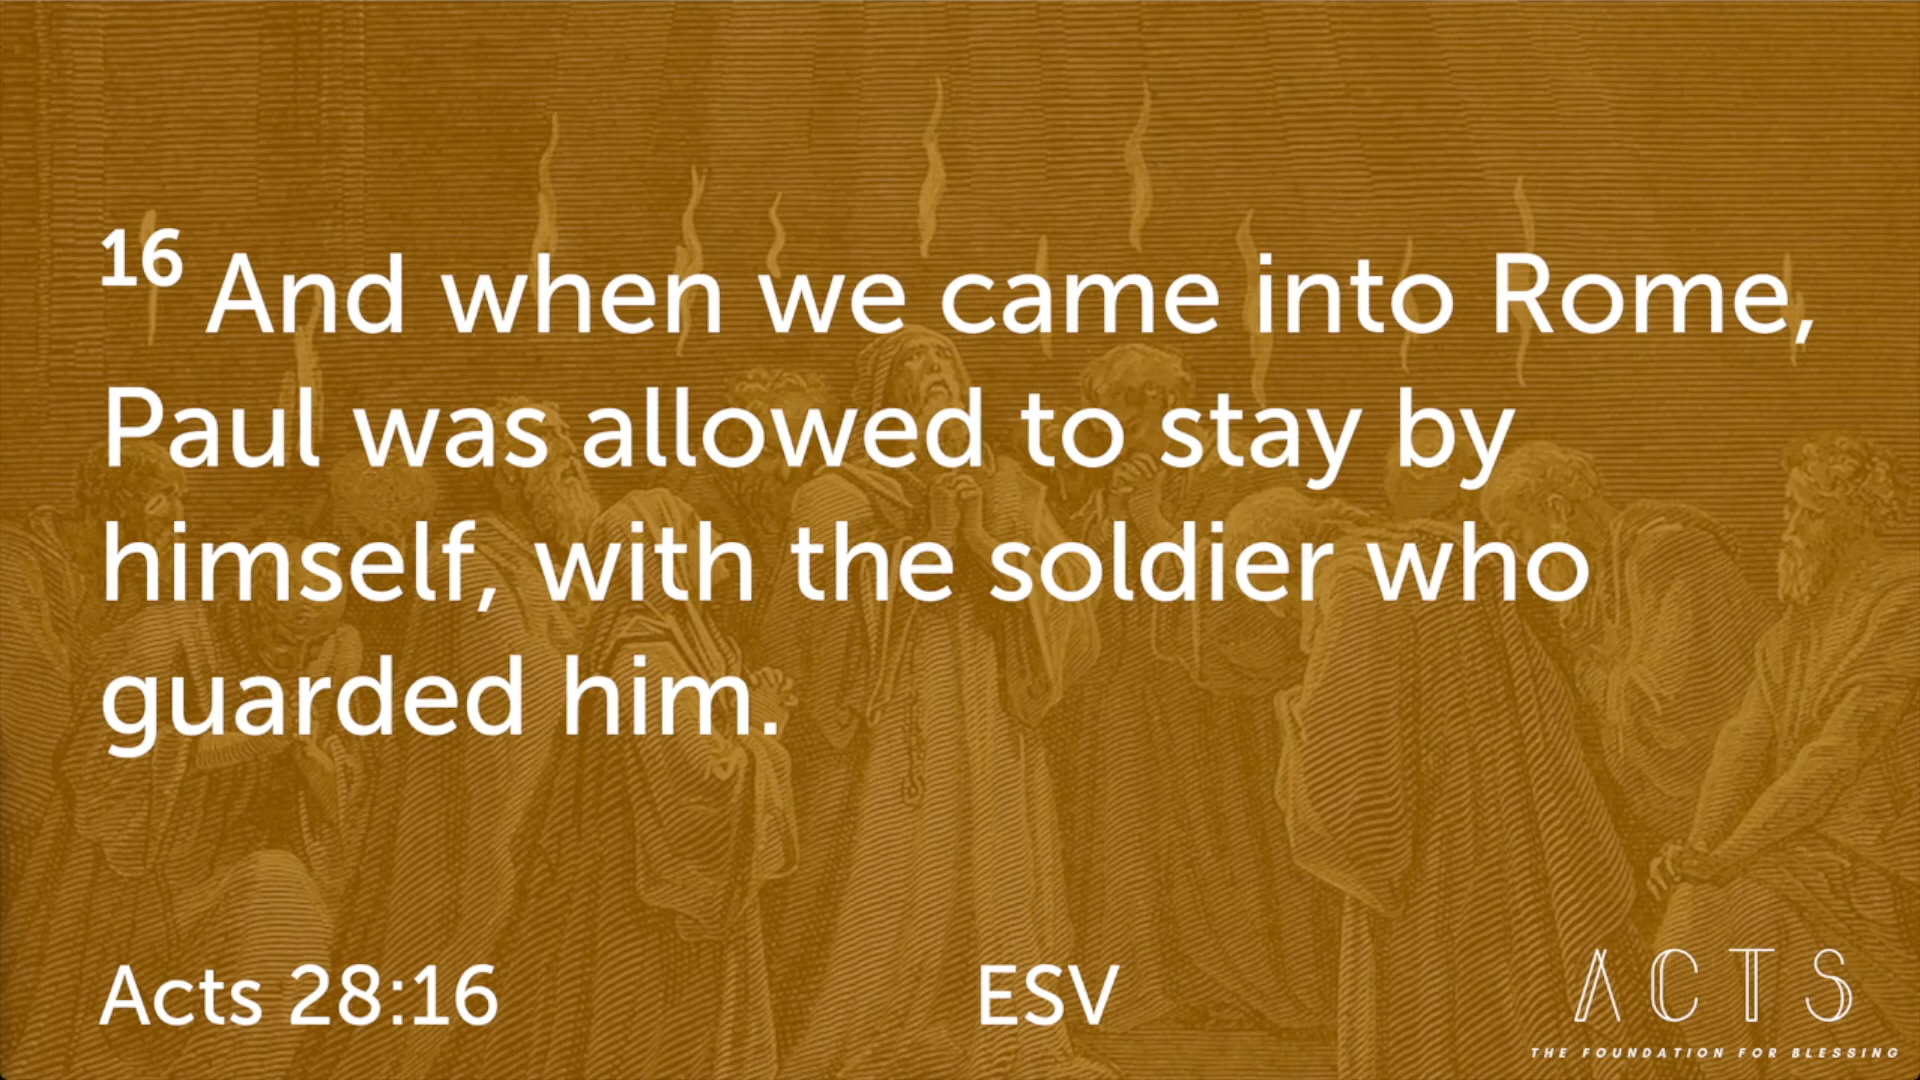 16 And when we came into Rome,
Paul was allowed to stay by
himself, with the soldier who
guarded him.
Acts 28:16
ESV
ACTS
THE FOUNDATION FOR BLESSING